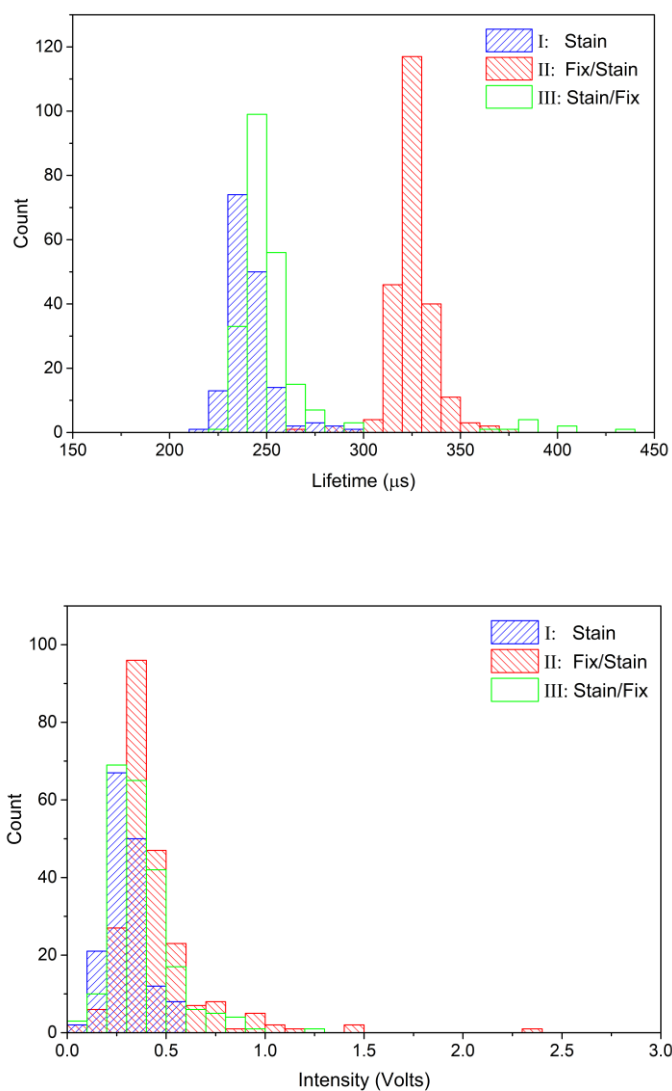 120
100
80
60
40
20
0
Count
I: Stain
II: Fix/Stain
III: Stain/Fix
150 200 250 300 350 400 450
Lifetime (μs)
100
80
60
40
20
0
Count
I: Stain
II: Fix/Stain
III: Stain/Fix
0.0 0.5 1.0 1.5 2.0 2.5 3.0
Intensity (Volts)